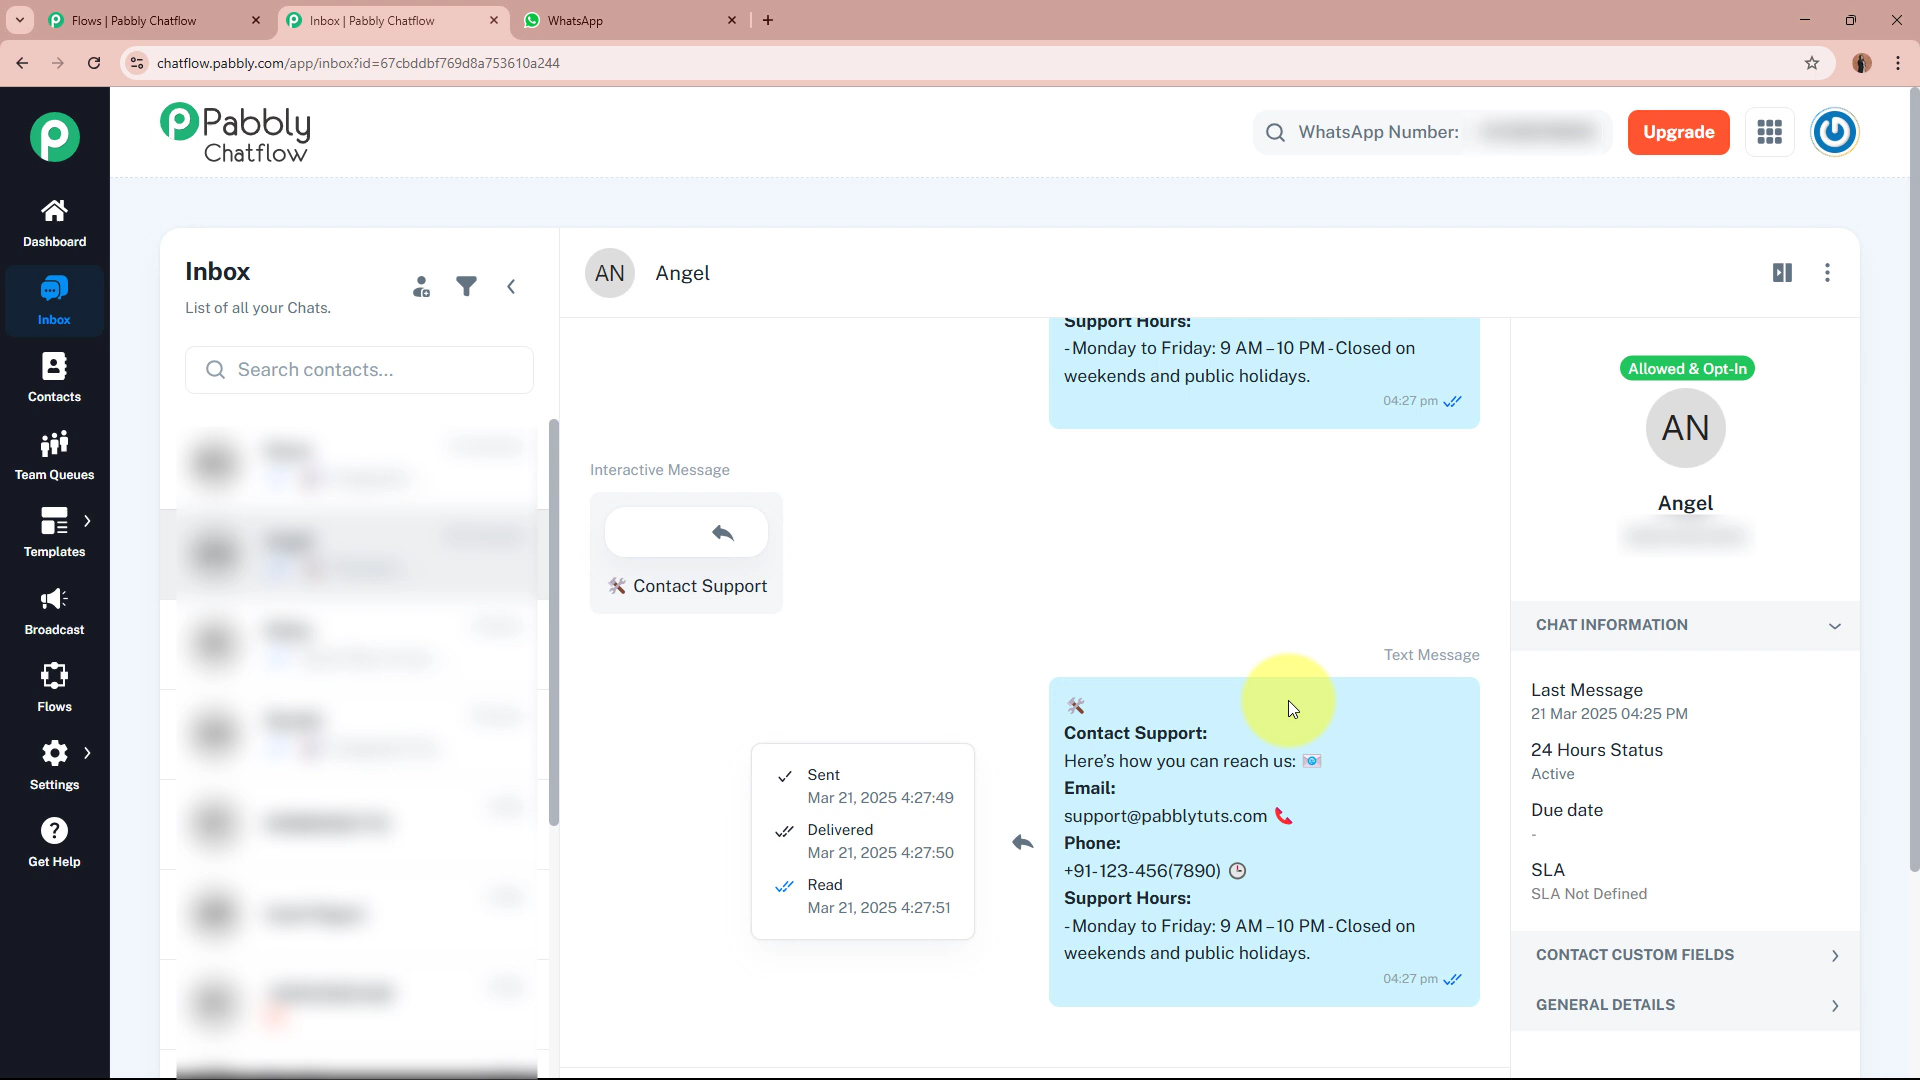 Flows | Pabbly Chatflow
Inbox | Pabbly Chatflow
WhatsApp
chatflow.pabbly.com/app/inbox?id=67cbddbf769d8a753610a244
Pabbly
Chatflow
WhatsApp Number:
Upgrade
Dashboard
Inbox
Contacts
Team Queues
Templates
Broadcast
Flows
Settings
Get Help
Inbox
List of all your Chats.
Search contacts...
AN
Angel
Support Hours:
-Monday to Friday: 9 AM – 10 PM -Closed on
weekends and public holidays.
04:27 pm
Interactive Message
🛠 Contact Support
Text Message
🛠
Contact Support:
Here's how you can reach us: 📧
Email:
support@pabblytuts.com 📞
Phone:
+91-123-456(7890) 🕒
Support Hours:
-Monday to Friday: 9 AM – 10 PM -Closed on
weekends and public holidays.
04:27 pm
Sent
Mar 21, 2025 4:27:49
Delivered
Mar 21, 2025 4:27:50
Read
Mar 21, 2025 4:27:51
Allowed & Opt-In
AN
Angel
CHAT INFORMATION
Last Message
21 Mar 2025 04:25 PM
24 Hours Status
Active
Due date
-
SLA
SLA Not Defined
CONTACT CUSTOM FIELDS
GENERAL DETAILS